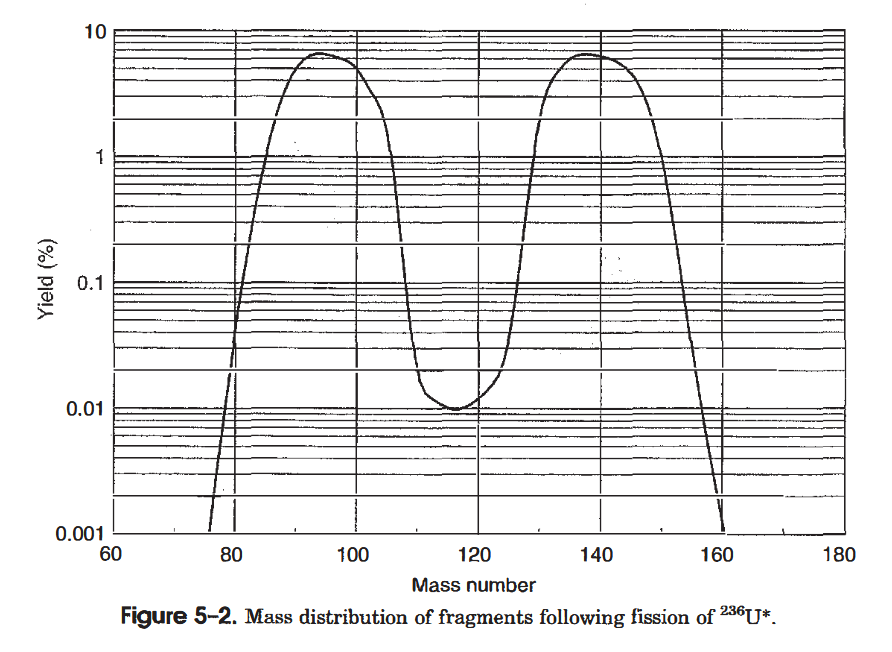 10
1
0.1
0.01
0.001
Yield (%)
60 80 100 120 140 160 180
Mass number
Figure 5–2. Mass distribution of fragments following fission of ²³⁶U*.